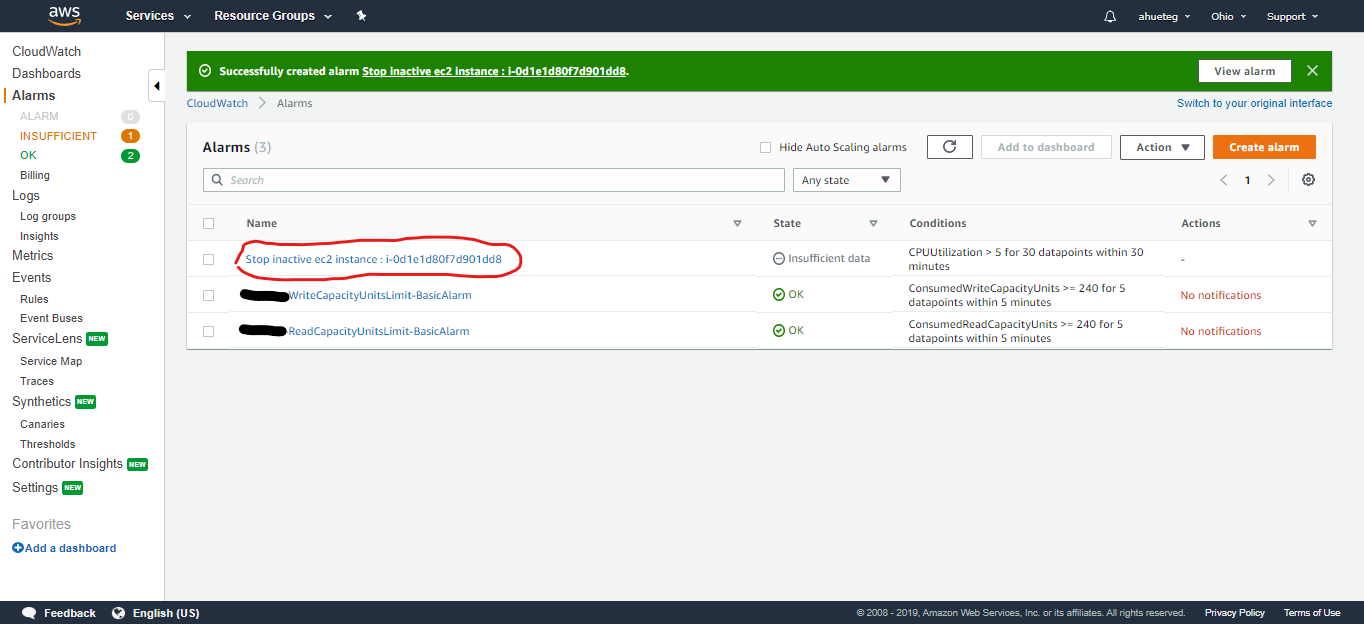 aws Services Resource Groups ahueteg Ohio Support
CloudWatch
Dashboards
Alarms
ALARM 0
INSUFFICIENT 1
OK 2
Billing
Logs
Log groups
Insights
Metrics
Events
Rules
Event Buses
ServiceLens NEW
Service Map
Traces
Synthetics NEW
Canaries
Thresholds
Contributor Insights NEW
Settings NEW
Favorites
Add a dashboard
Successfully created alarm Stop inactive ec2 instance : i-0d1e1d80f7d901dd8. View alarm
CloudWatch Alarms Switch to your original interface
Alarms (3) Hide Auto Scaling alarms Add to dashboard Action Create alarm
Search Any state 1
Name State Conditions Actions
Stop inactive ec2 instance : i-0d1e1d80f7d901dd8 Insufficient data CPUUtilization > 5 for 30 datapoints within 30
minutes -
WriteCapacityUnitsLimit-BasicAlarm OK ConsumedWriteCapacityUnits >= 240 for 5
datapoints within 5 minutes No notifications
ReadCapacityUnitsLimit-BasicAlarm OK ConsumedReadCapacityUnits >= 240 for 5
datapoints within 5 minutes No notifications
Feedback English (US) © 2008 - 2019, Amazon Web Services, Inc. or its affiliates. All rights reserved. Privacy Policy Terms of Use